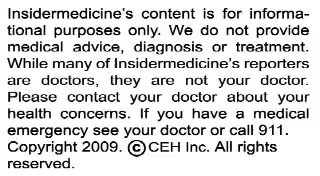 Insidermedicine's content is for informa-
tional purposes only. We do not provide
medical advice, diagnosis or treatment.
While many of Insidermedicine's reporters
are doctors, they are not your doctor.
Please contact your doctor about your
health concerns. If you have a medical
emergency see your doctor or call 911.
Copyright 2009. © CEH Inc. All rights
reserved.